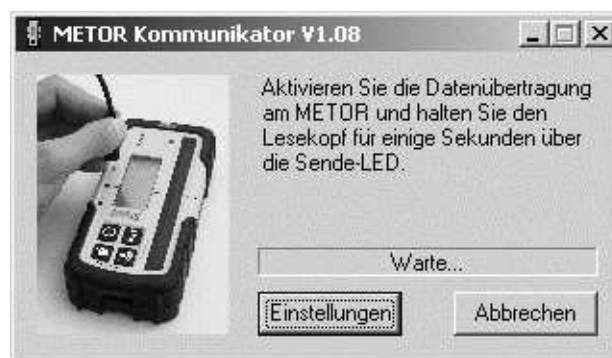 METOR Kommunikator V1.08
Aktivieren Sie die Datenübertragung
am METOR und halten Sie den
Lesekopf für einige Sekunden über
die Sende-LED.
Warte...
Einstellungen
Abbrechen